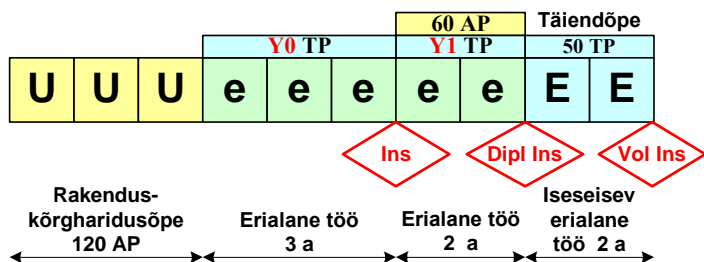 60 AP Täiendõpe
Y0 TP Y1 TP 50 TP
U U U e e e e e E E
Ins Dipl Ins Vol Ins
Rakendus-
kõrgharidusõpe
120 AP
Erialane töö
3 a
Erialane töö
2 a
Iseseisev
erialane
töö 2 a